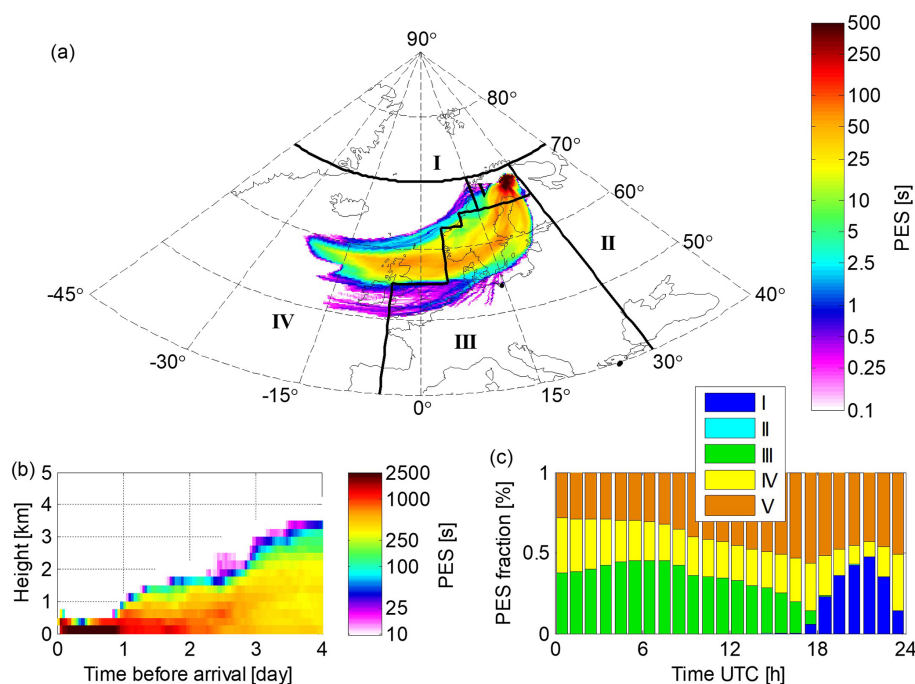 (a)
90°
80°
70°
60°
50°
40°
30°
15°
0°
-15°
-30°
-45°
I
II
III
IV
V
PES [s]
500
250
100
50
25
10
5
2.5
1
0.5
0.25
0.1
(b)
Height [km]
5
4
3
2
1
0
0 1 2 3 4
Time before arrival [day]
PES [s]
2500
1000
250
100
25
10
(c)
PES fraction [%]
1
0.5
0
0 6 12 18 24
Time UTC [h]
I
II
III
IV
V